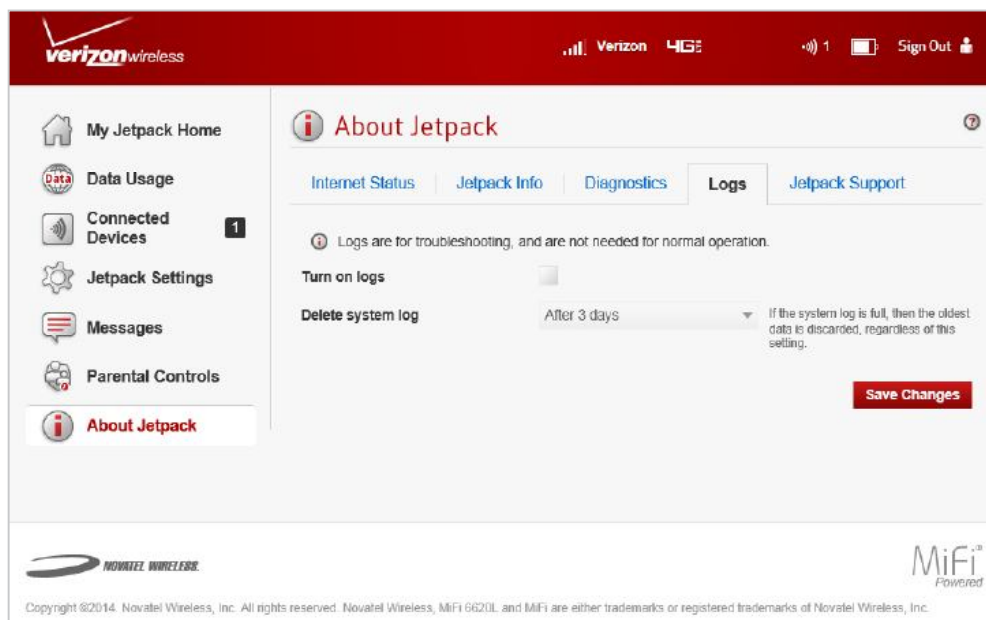 verizonwireless
Verizon 4GLTE
1
Sign Out
My Jetpack Home
Data
Data Usage
Connected
Devices
1
Jetpack Settings
Messages
Parental Controls
About Jetpack
i About Jetpack
?
Internet Status
Jetpack Info
Diagnostics
Logs
Jetpack Support
Logs are for troubleshooting, and are not needed for normal operation.
Turn on logs
Delete system log
After 3 days
If the system log is full, then the oldest
data is discarded, regardless of this
setting.
Save Changes
NOVATEL WIRELESS.
MiFi
Powered
Copyright ©2014. Novatel Wireless, Inc. All rights reserved. Novatel Wireless, MiFi 6620L and MiFi are either trademarks or registered trademarks of Novatel Wireless, Inc.